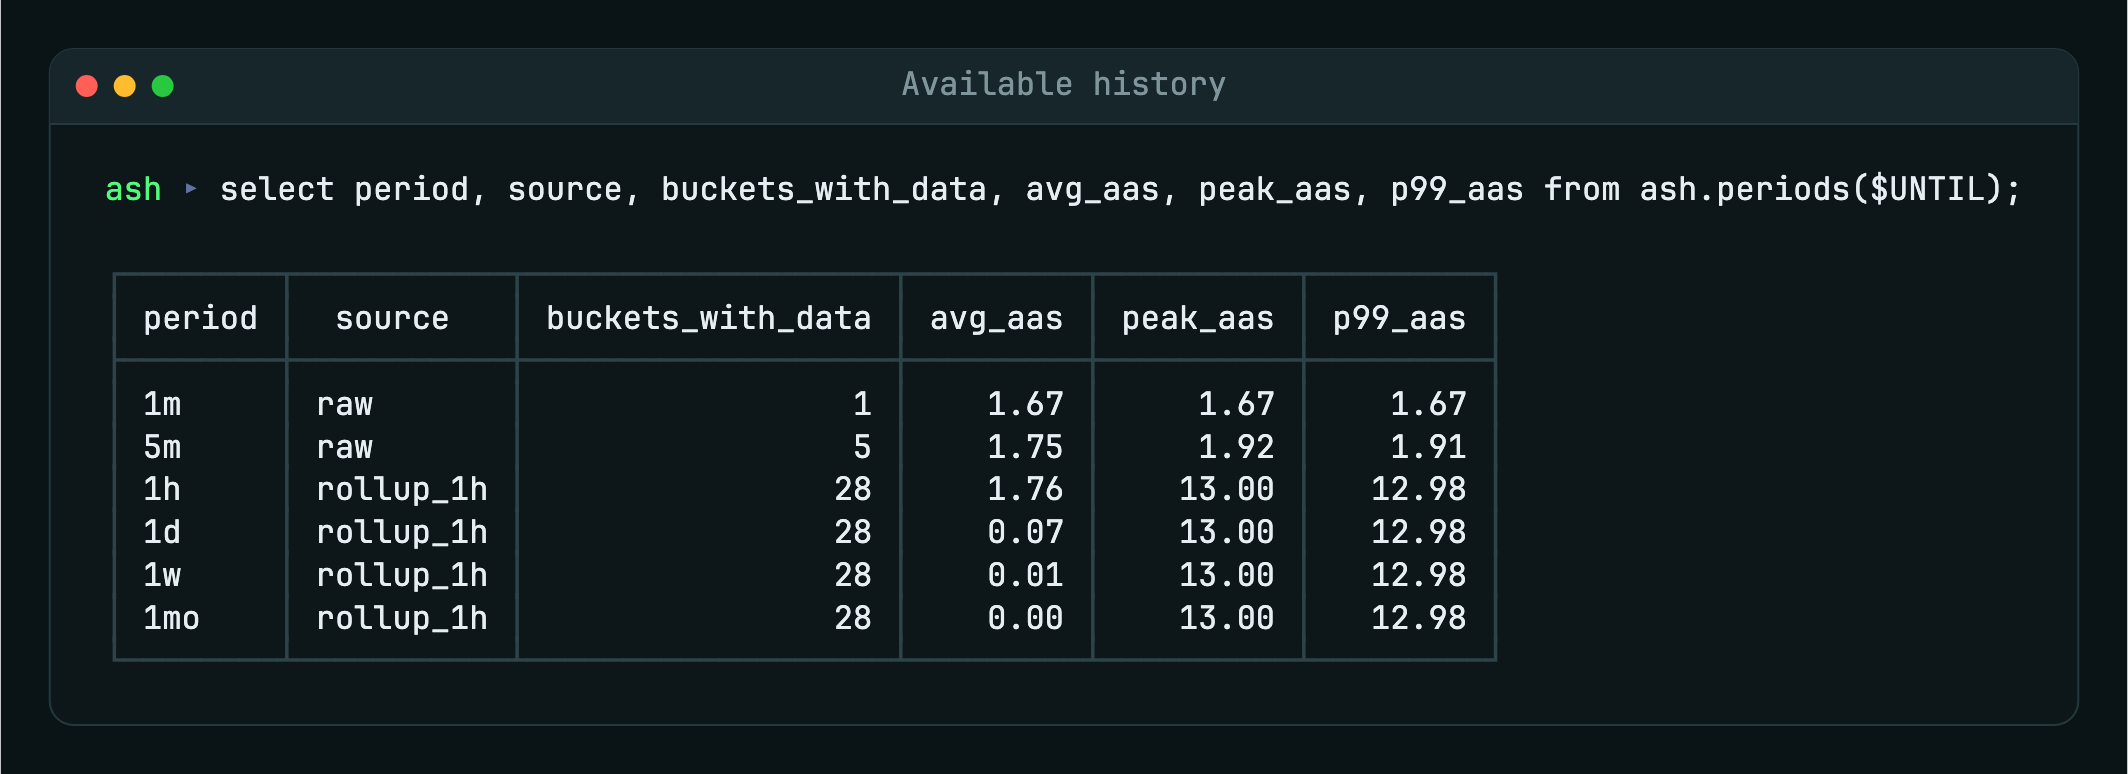 Available history
ash ▸ select period, source, buckets_with_data, avg_aas, peak_aas, p99_aas from ash.periods($UNTIL);
period source buckets_with_data avg_aas peak_aas p99_aas
1m raw 1 1.67 1.67 1.67
5m raw 5 1.75 1.92 1.91
1h rollup_1h 28 1.76 13.00 12.98
1d rollup_1h 28 0.07 13.00 12.98
1w rollup_1h 28 0.01 13.00 12.98
1mo rollup_1h 28 0.00 13.00 12.98